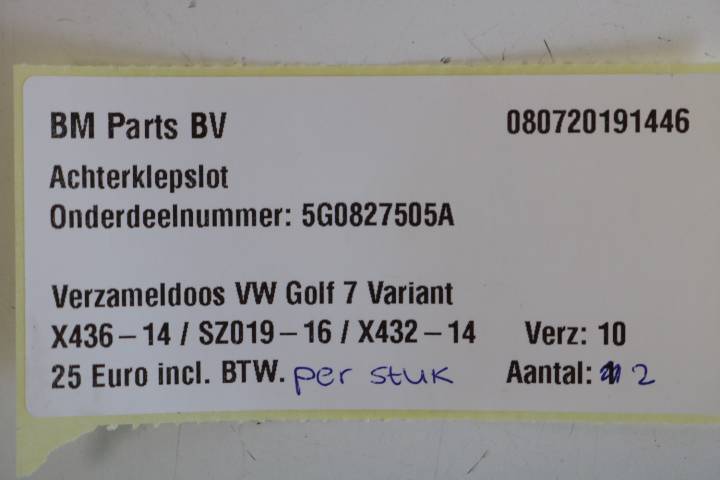 BM Parts BV 080720191446
Achterklepslot
Onderdeelnummer: 5G0827505A
Verzameldoos VW Golf 7 Variant
X436-14 / SZ019-16 / X432-14 Verz: 10
25 Euro incl. BTW. per stuk Aantal: 2